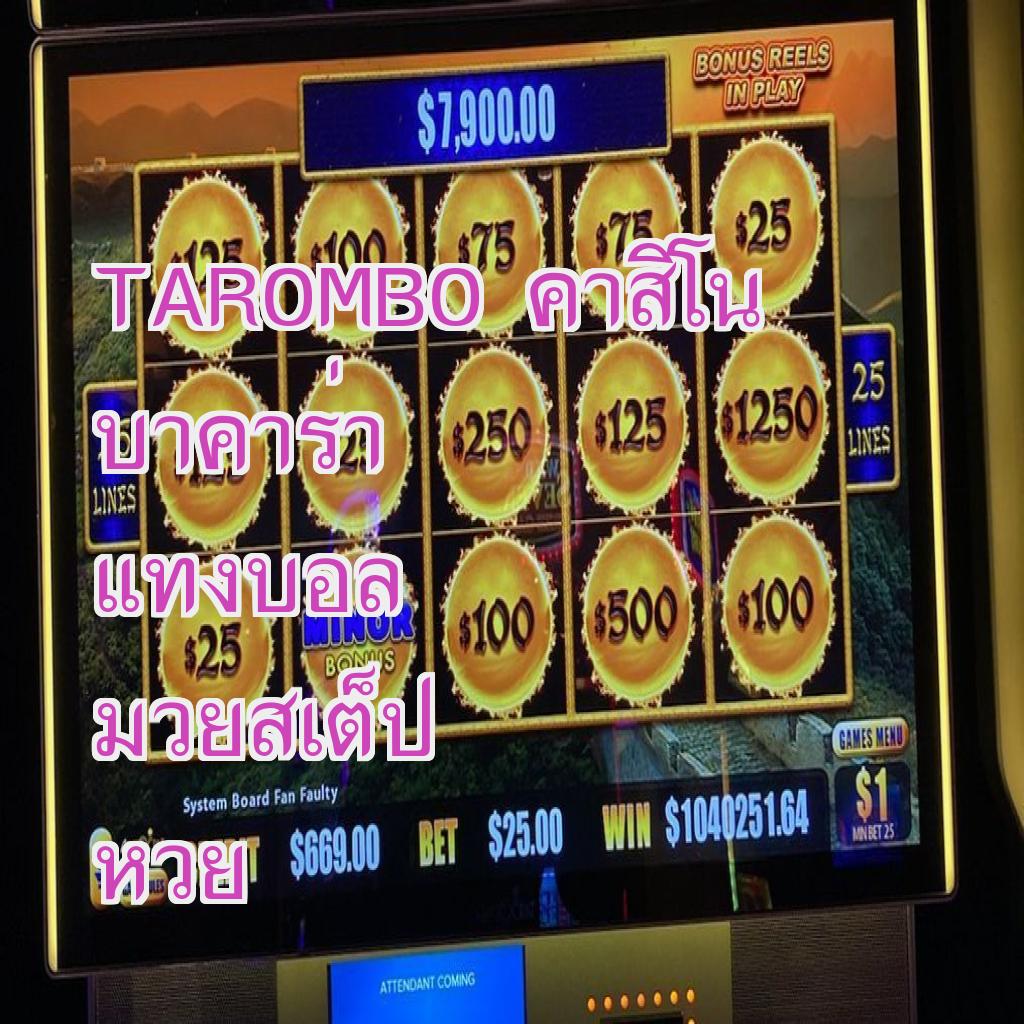 BONUS REELS
IN PLAY
$7,900.00
$125 $100 $75 $75 $25
TAROMBO คาสิโน
$250 $125 $1250
25
LINES
LINES
บาคาร่า
แทงบอล
$25 MINOR
BONUS
$100 $500 $100
มวยสเต็ป
GAMES MENU
System Board Fan Faulty
$669.00 BET $25.00 WIN $1040251.64
$1
MIN BET 25
หวย
ATTENDANT COMING